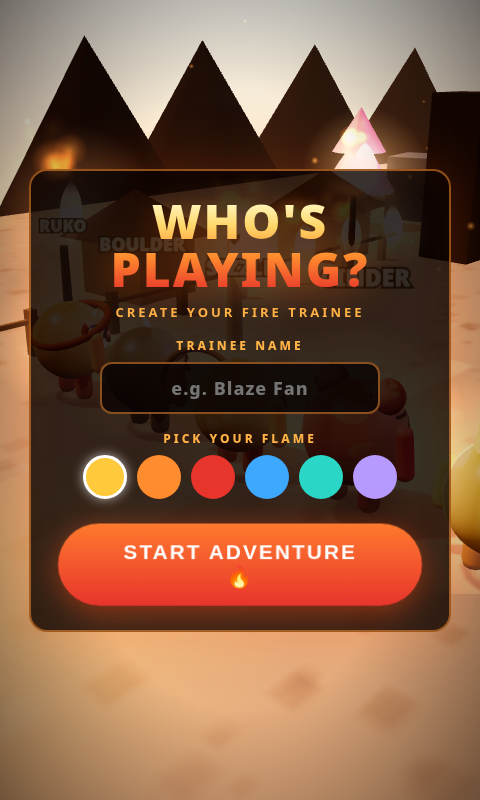 WHO'S
PLAYING?
CREATE YOUR FIRE TRAINEE
TRAINEE NAME
e.g. Blaze Fan
PICK YOUR FLAME
START ADVENTURE
🔥
RUKO
BOULDER